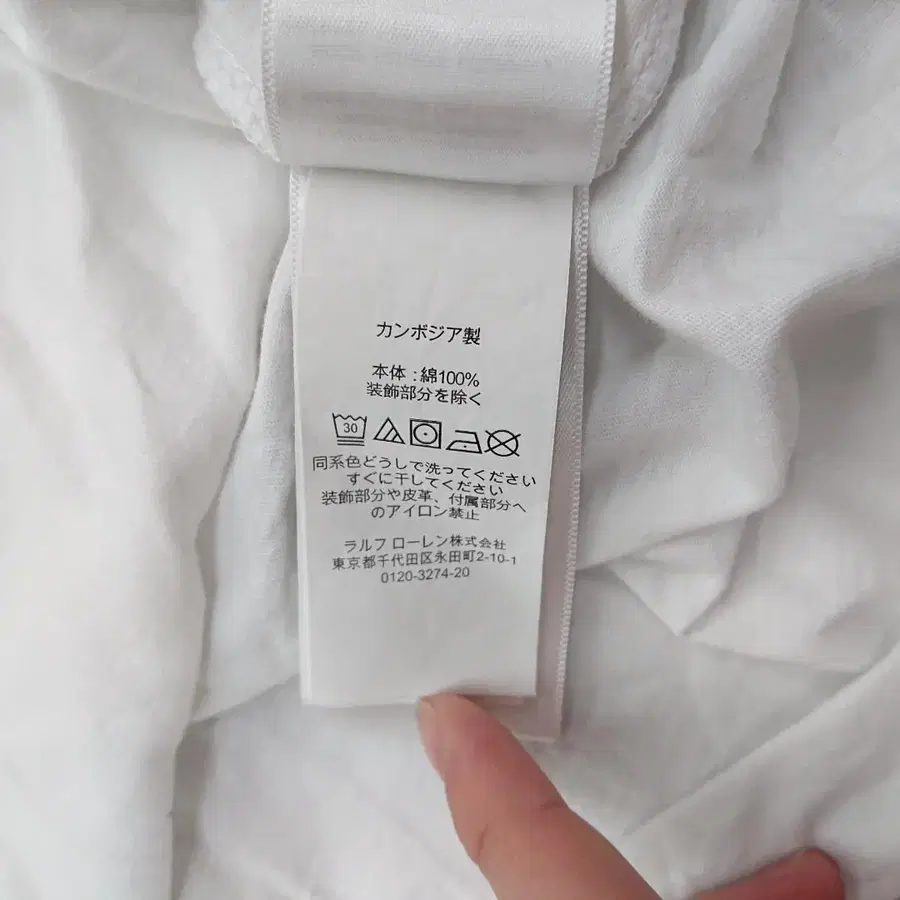 カンボジア製
本体 : 綿100%
装飾部分を除く
30
同系色どうしで洗ってください
すぐに干してください
装飾部分や皮革、付属部分へ
のアイロン禁止
ラルフ ローレン株式会社
東京都千代田区永田町2-10-1
0120-3274-20